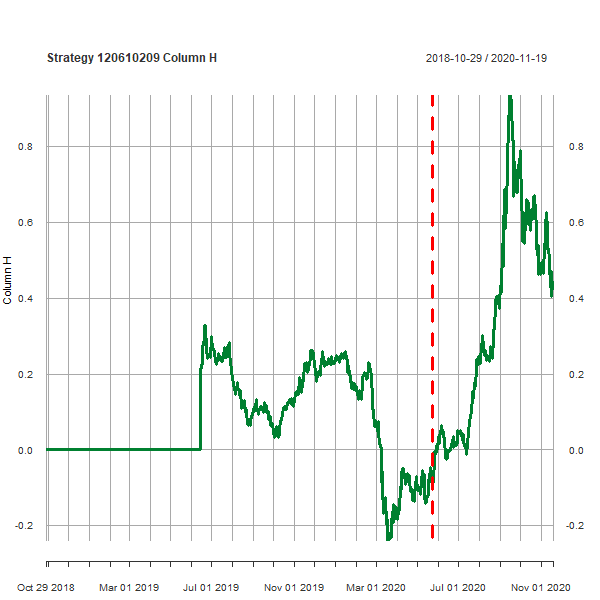 Strategy 120610209 Column H
2018-10-29 / 2020-11-19
Column H
0.8
0.6
0.4
0.2
0.0
-0.2
0.8
0.6
0.4
0.2
0.0
-0.2
Oct 29 2018
Mar 01 2019
Jul 01 2019
Nov 01 2019
Mar 01 2020
Jul 01 2020
Nov 01 2020